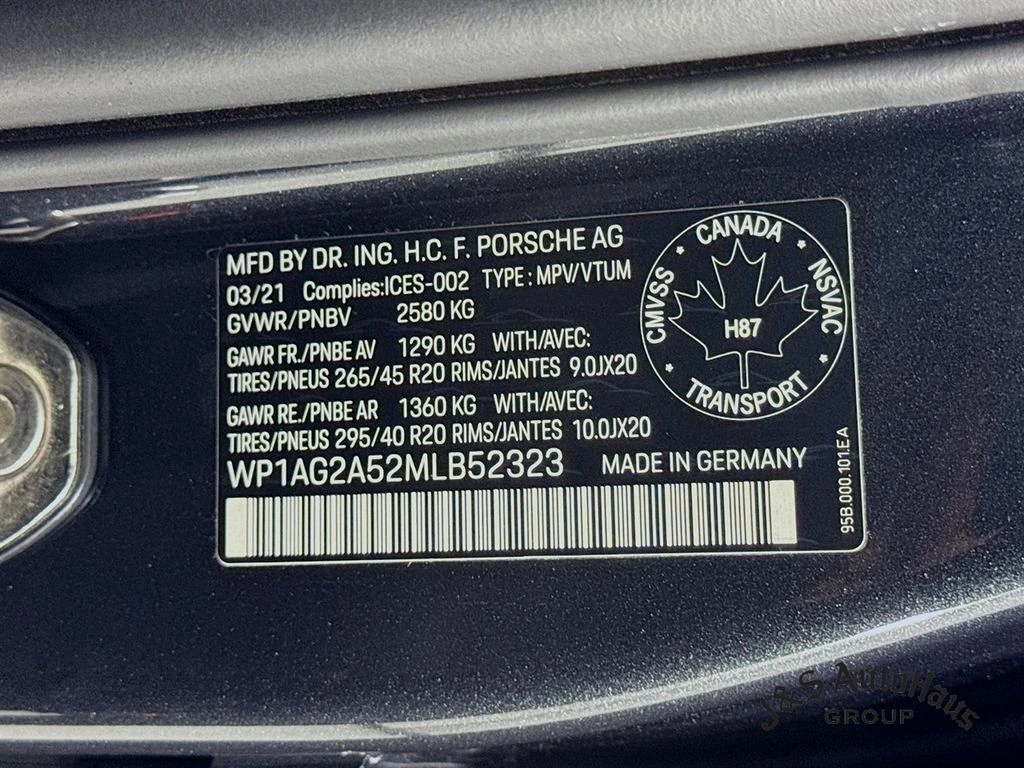 MFD BY DR. ING. H.C. F. PORSCHE AG
03/21 Complies:ICES-002 TYPE : MPV/VTUM
GVWR/PNBV 2580 KG
GAWR FR./PNBE AV 1290 KG WITH/AVEC:
TIRES/PNEUS 265/45 R20 RIMS/JANTES 9.0JX20
GAWR RE./PNBE AR 1360 KG WITH/AVEC:
TIRES/PNEUS 295/40 R20 RIMS/JANTES 10.0JX20
WP1AG2A52MLB52323 MADE IN GERMANY
CANADA
CMVSS
NSVAC
H87
TRANSPORT
95B.000.101.E.A
J&S AutoHaus
GROUP